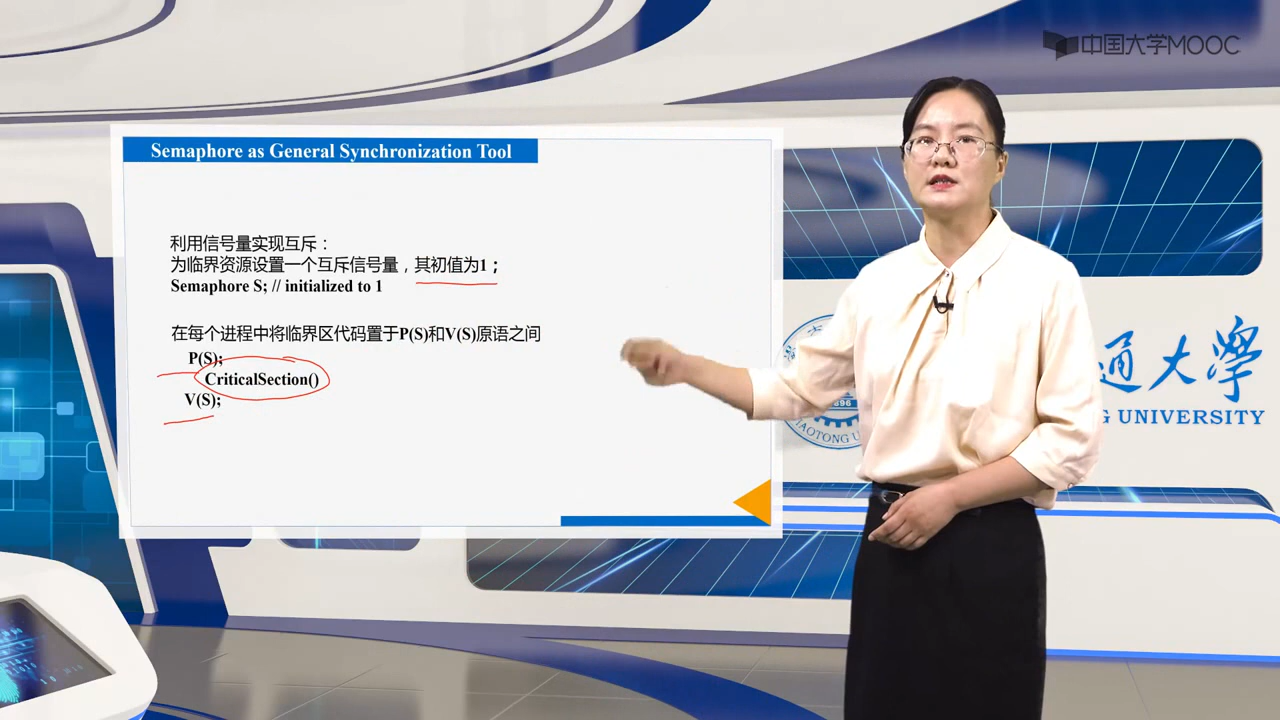 中国大学MOOC
Semaphore as General Synchronization Tool
利用信号量实现互斥：
为临界资源设置一个互斥信号量，其初值为1；
Semaphore S; // initialized to 1
在每个进程中将临界区代码置于P(S)和V(S)原语之间
P(S);
CriticalSection()
V(S);
通大学
UNIVERSITY
1896
IAOTONG U